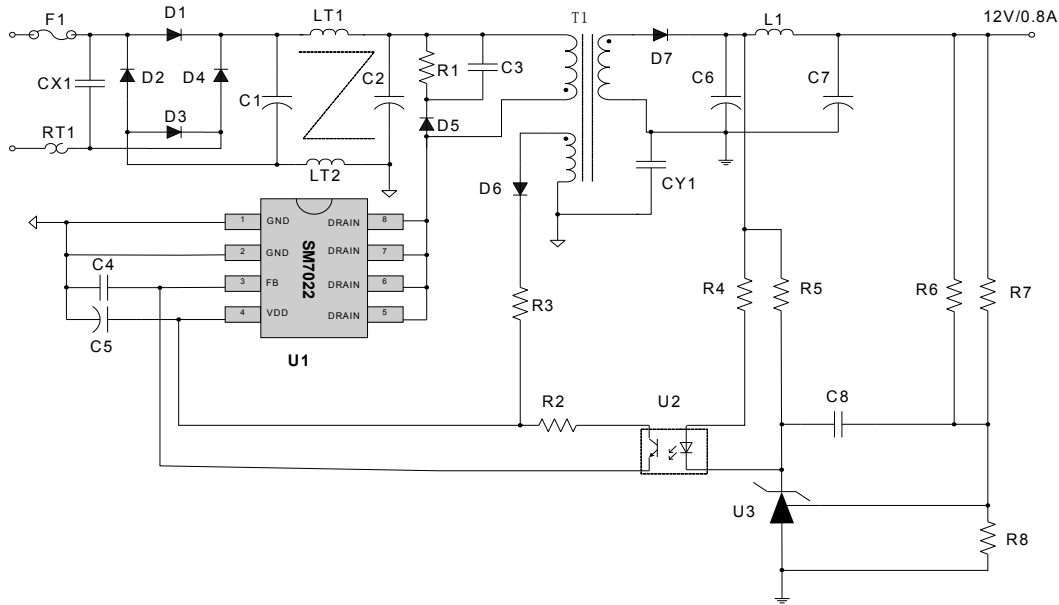 F1
D1
LT1
T1
L1
12V/0.8A
D7
CX1
D2
D4
C1
C2
R1
C3
C6
C7
D3
RT1
D5
LT2
D6
CY1
1 GND DRAIN 8
2 GND DRAIN 7
3 FB DRAIN 6
4 VDD DRAIN 5
SM7022
C4
C5
U1
R3
R4
R5
R6
R7
R2
U2
C8
U3
R8